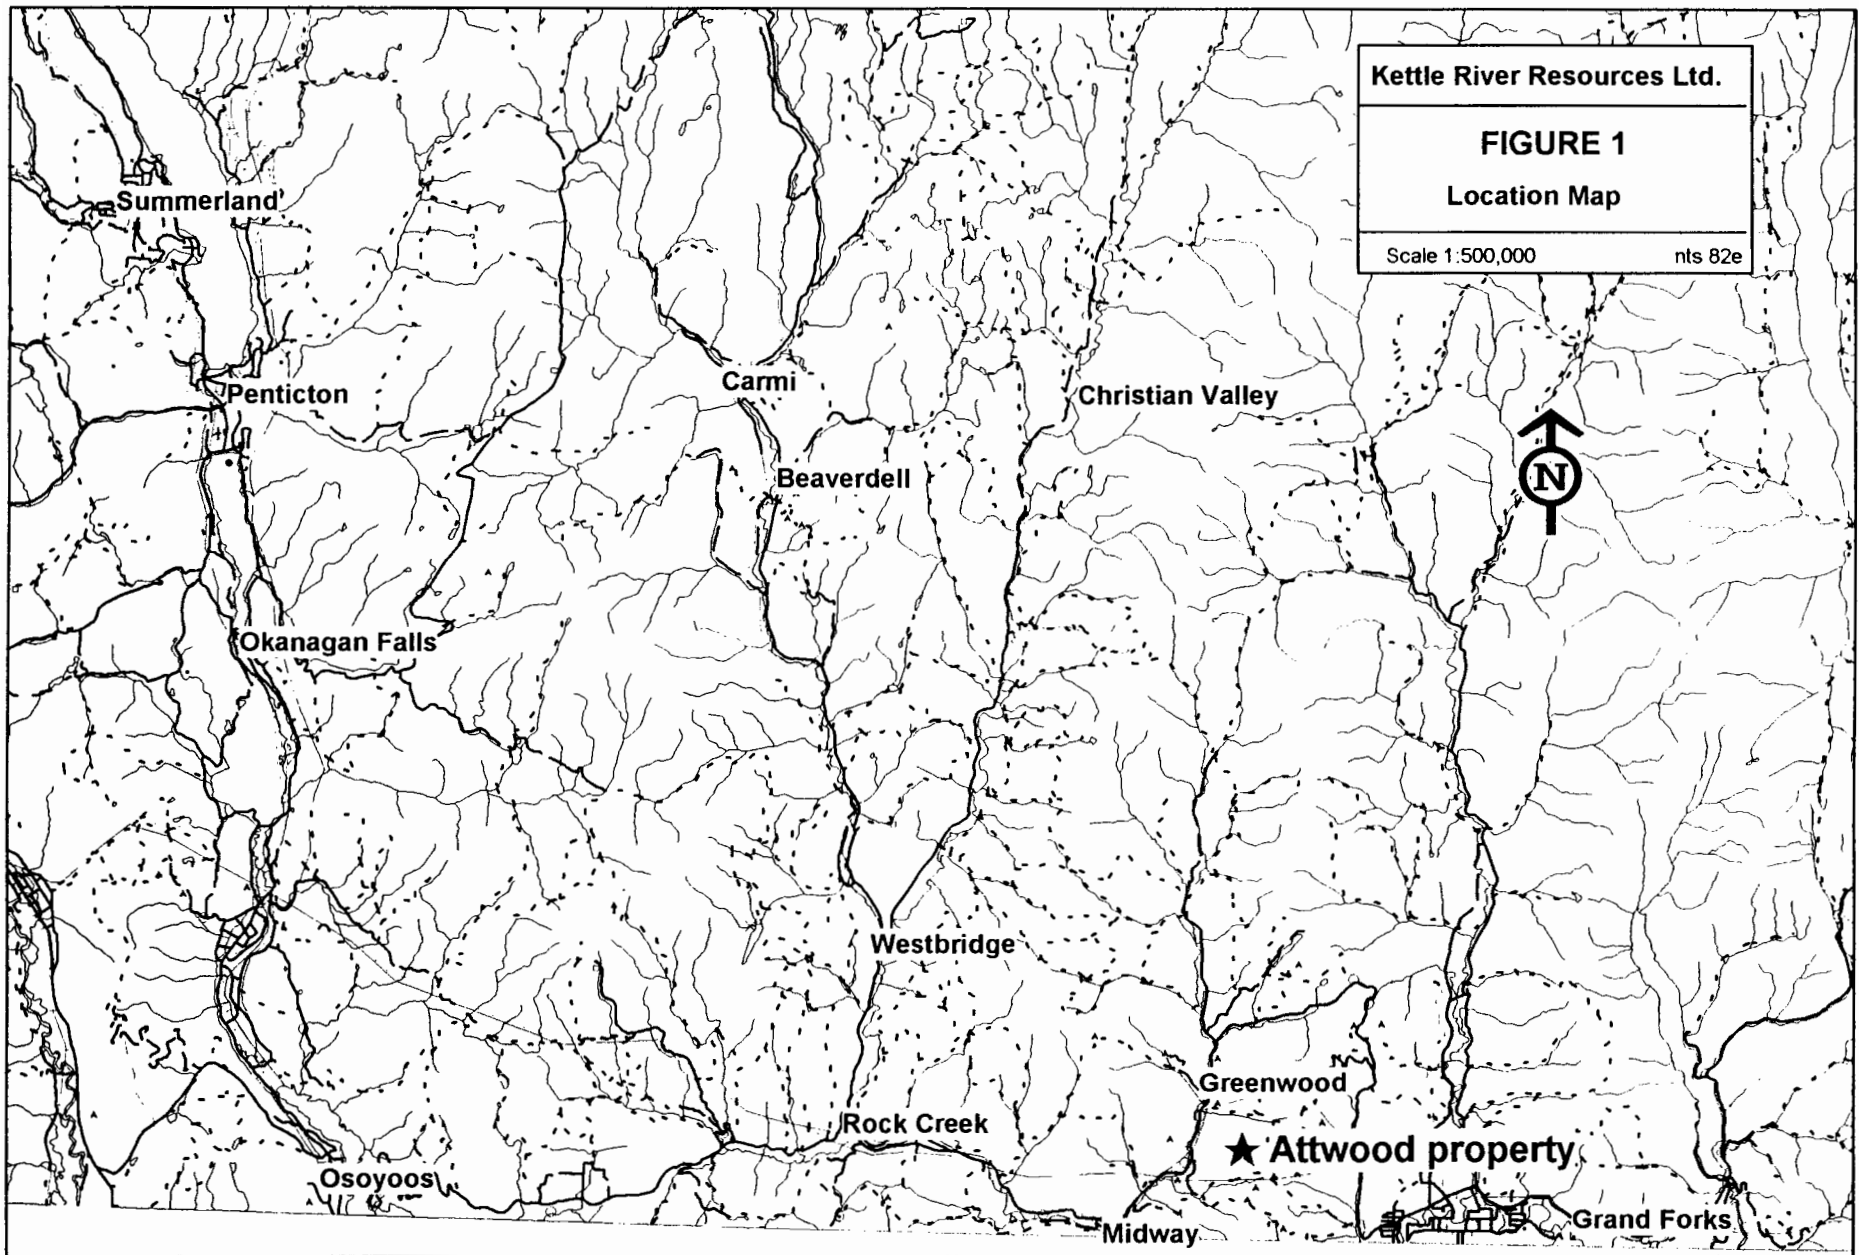 Kettle River Resources Ltd.
FIGURE 1
Location Map
Scale 1:500,000 nts 82e
Summerland
Penticton
Carmi
Christian Valley
Beaverdell
N
Okanagan Falls
Westbridge
Greenwood
Rock Creek
Attwood property
Osoyoos
Midway
Grand Forks